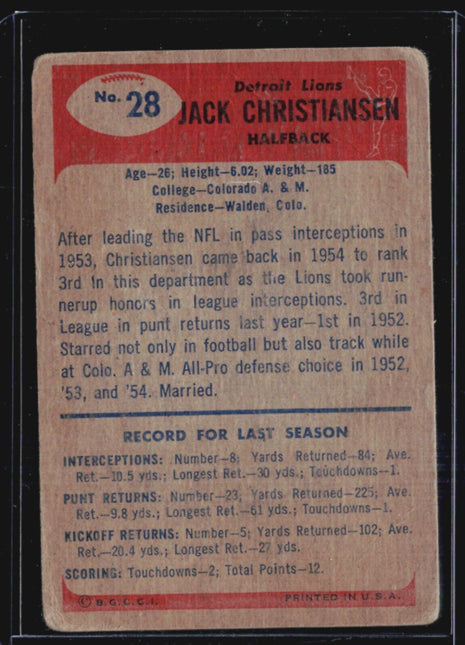 No. 28
Detroit Lions
JACK CHRISTIANSEN
HALFBACK
Age—26; Height—6.02; Weight—185
College—Colorado A. & M.
Residence—Walden, Colo.
After leading the NFL in pass interceptions in
1953, Christiansen came back in 1954 to rank
3rd in this department as the Lions took run-
nerup honors in league interceptions. 3rd in
League in punt returns last year—1st in 1952.
Starred not only in football but also track while
at Colo. A & M. All-Pro defense choice in 1952,
'53, and '54. Married.
RECORD FOR LAST SEASON
INTERCEPTIONS: Number—8; Yards Returned—84; Ave.
Ret.—10.5 yds.; Longest Ret.—30 yds.; Touchdowns—1.
PUNT RETURNS: Number—23; Yards Returned—225; Ave.
Ret.—9.8 yds.; Longest Ret.—61 yds.; Touchdowns—1.
KICKOFF RETURNS: Number—5; Yards Returned—102; Ave.
Ret.—20.4 yds.; Longest Ret.—27 yds.
SCORING: Touchdowns—2; Total Points—12.
© B.G.C.C.I. PRINTED IN U.S.A.